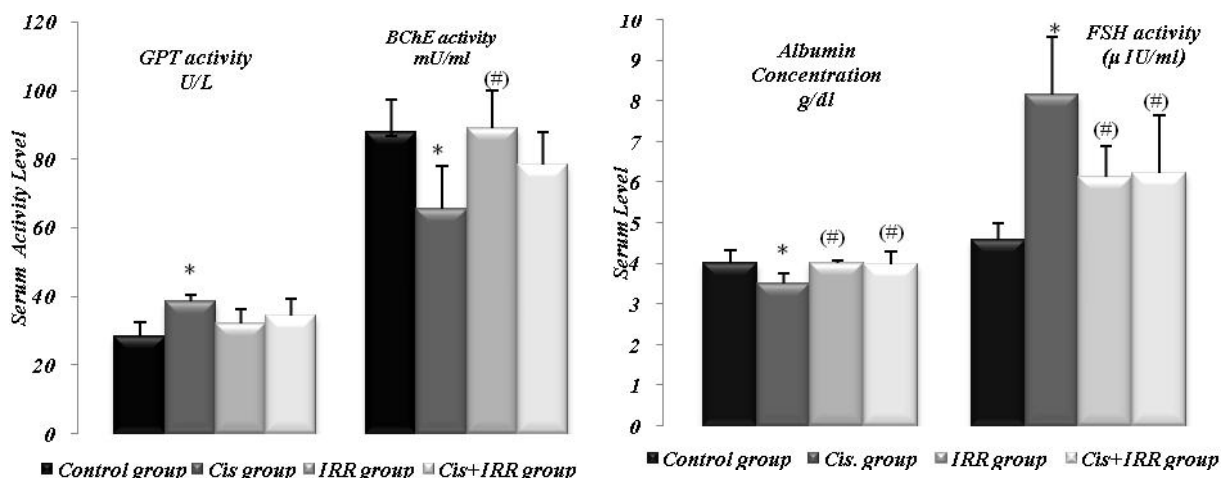 120
100
80
60
40
20
0
Serum Activity Level
GPT activity
U/L
BChE activity
mU/ml
*
*
(#)
Control group Cis group IRR group Cis+IRR group
10
9
8
7
6
5
4
3
2
1
0
Serum Level
Albumin
Concentration
g/dl
FSH activity
(µ IU/ml)
*
(#)
(#)
*
(#)
(#)
Control group Cis. group IRR group Cis+IRR group